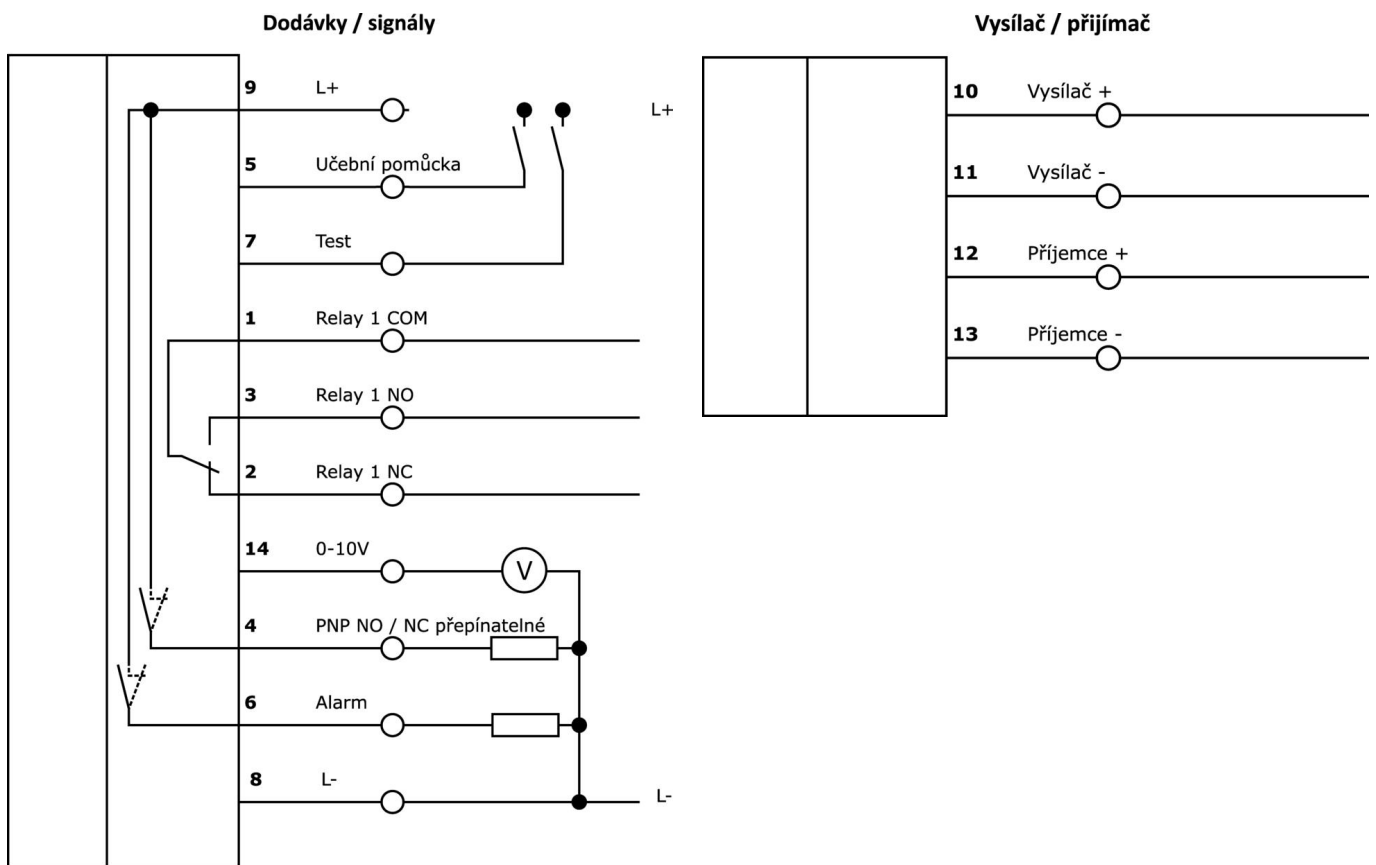 Dodávky / signály
9 L+
L+
5 Učební pomůcka
7 Test
1 Relay 1 COM
3 Relay 1 NO
2 Relay 1 NC
14 0-10V
V
4 PNP NO / NC přepínatelné
6 Alarm
8 L-
L-
Vysílač / přijímač
10 Vysílač +
11 Vysílač -
12 Příjemce +
13 Příjemce -